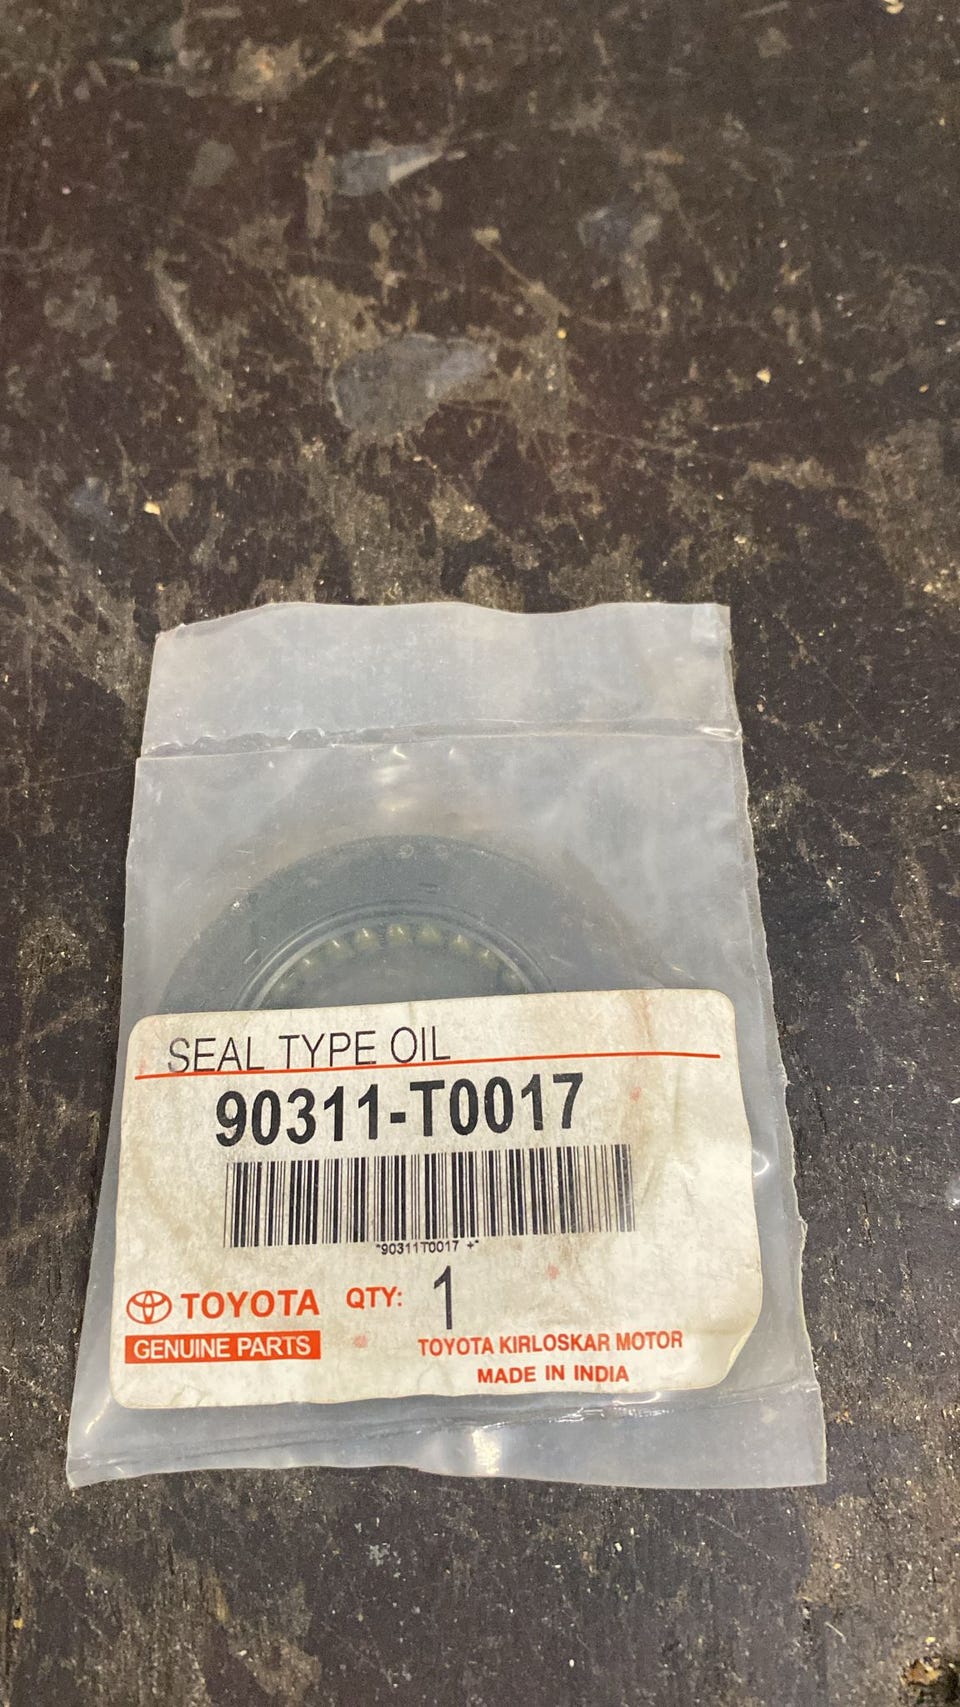 SEAL TYPE OIL
90311-T0017
*90311T0017 +*
TOYOTA QTY: 1
GENUINE PARTS
TOYOTA KIRLOSKAR MOTOR
MADE IN INDIA